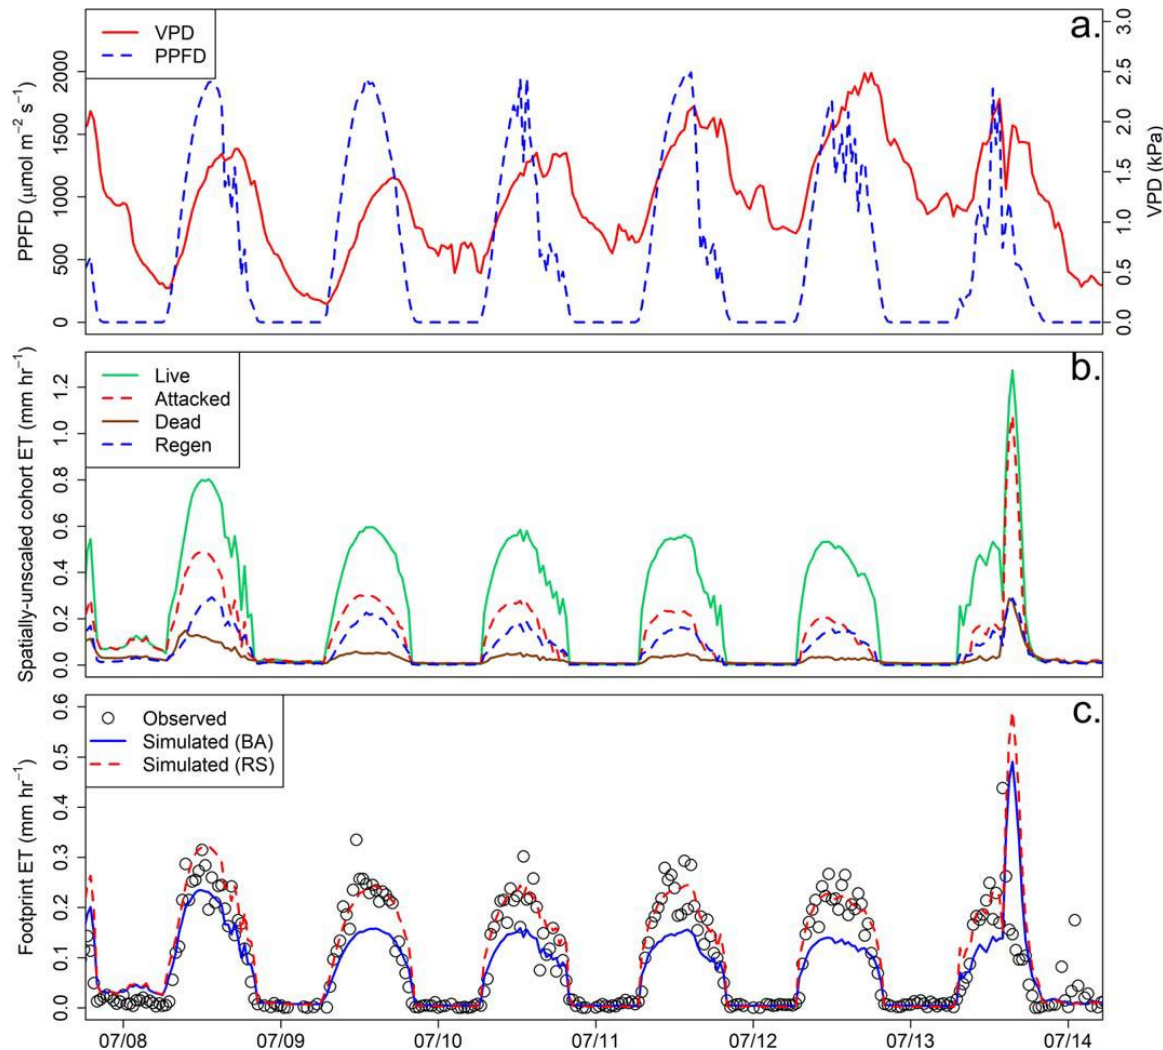 a.
VPD
PPFD
PPFD (μmol m⁻² s⁻¹)
0
500
1000
1500
2000
VPD (kPa)
0.0
0.5
1.0
1.5
2.0
2.5
3.0
b.
Live
Attacked
Dead
Regen
Spatially-unscaled cohort ET (mm hr⁻¹)
0.0
0.2
0.4
0.6
0.8
1.0
1.2
c.
Observed
Simulated (BA)
Simulated (RS)
Footprint ET (mm hr⁻¹)
0.0
0.1
0.2
0.3
0.4
0.5
0.6
07/08
07/09
07/10
07/11
07/12
07/13
07/14